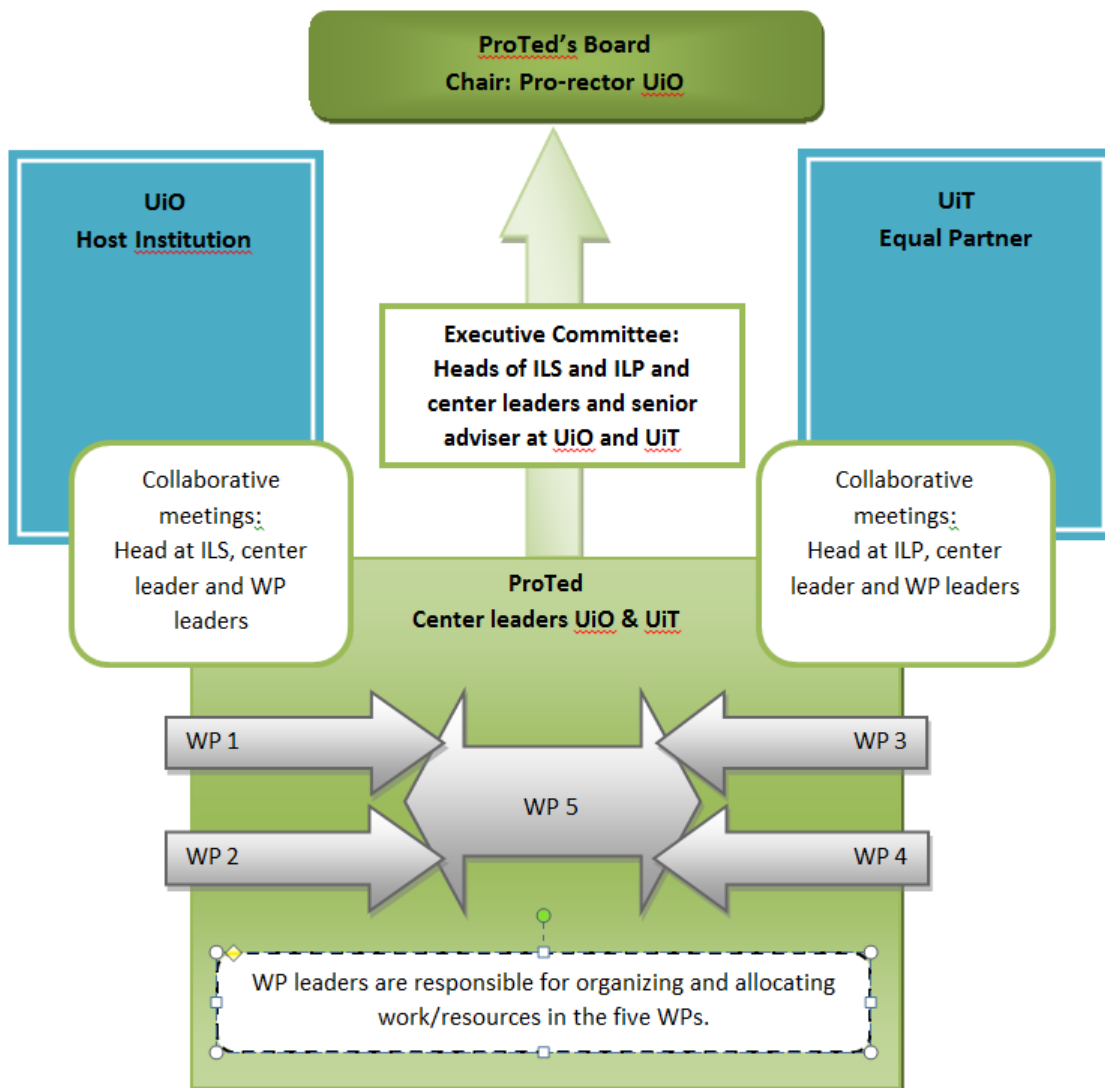 ProTed's Board
Chair: Pro-rector UiO
UiO
Host Institution
UiT
Equal Partner
Executive Committee:
Heads of ILS and ILP and
center leaders and senior
adviser at UiO and UiT
Collaborative
meetings:
Head at ILS, center
leader and WP
leaders
Collaborative
meetings:
Head at ILP, center
leader and WP leaders
ProTed
Center leaders UiO & UiT
WP 1
WP 3
WP 5
WP 2
WP 4
WP leaders are responsible for organizing and allocating
work/resources in the five WPs.